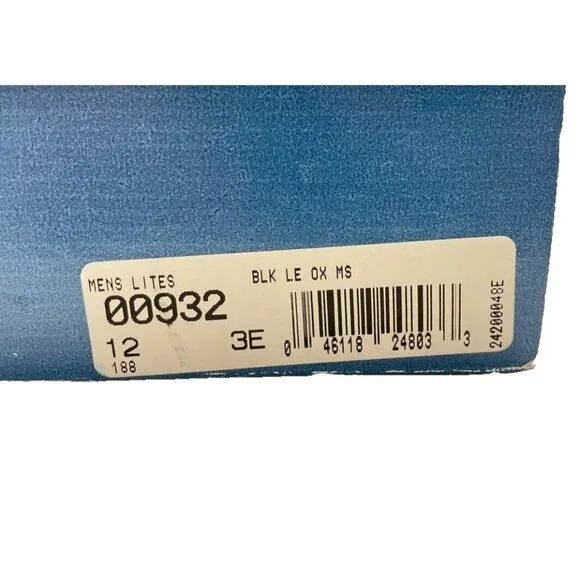 MENS LITES BLK LE OX MS
00932
12 3E
188
0 46118 24803 3
24200048E